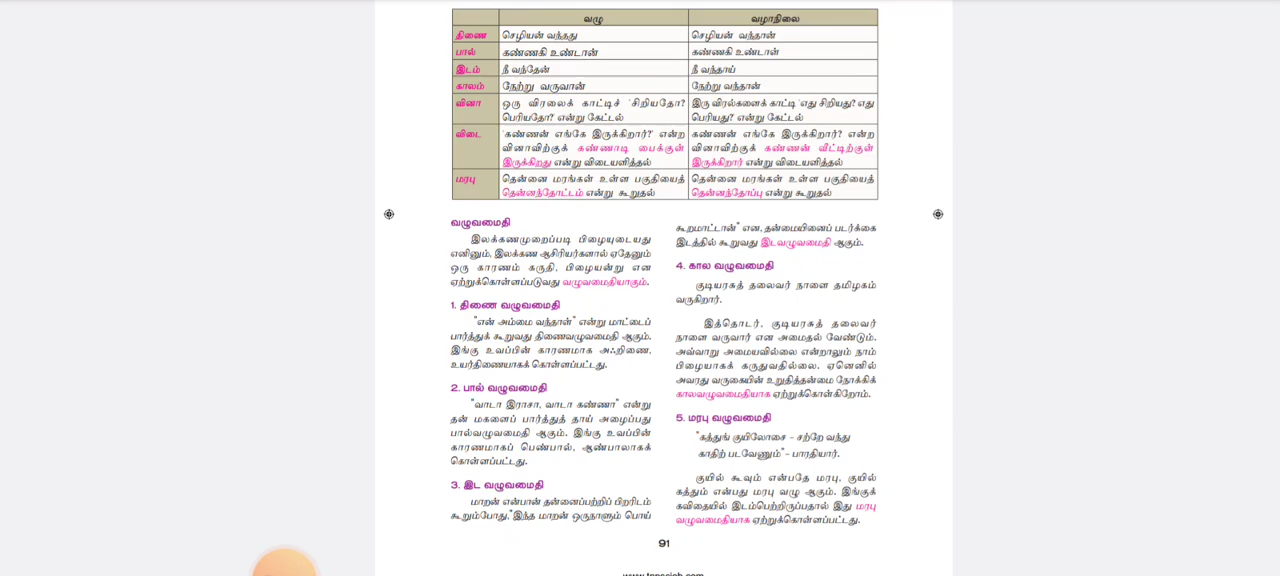 வழு வழாநிலை
திணை செழியன் வந்தது செழியன் வந்தான்
பால் கண்ணகி உண்டான் கண்ணகி உண்டாள்
இடம் நீ வந்தேன் நீ வந்தாய்
காலம் நேற்று வருவான் நேற்று வந்தான்
வினா ஒரு விரலைக் காட்டிச் 'சிறியதோ? இரு விரல்களைக் காட்டி 'எது சிறியது? எது
பெரியதோ? என்று கேட்டல் பெரியது? என்று கேட்டல்
விடை 'கண்ணன் எங்கே இருக்கிறார்?' என்ற கண்ணன் எங்கே இருக்கிறார்? என்ற
வினாவிற்குக் கண்ணாடி பைக்குள் வினாவிற்குக் கண்ணன் வீட்டிற்குள்
இருக்கிறது என்று விடையளித்தல் இருக்கிறார் என்று விடையளித்தல்
மரபு தென்னை மரங்கள் உள்ள பகுதியைத் தென்னை மரங்கள் உள்ள பகுதியைத்
தென்னந்தோட்டம் என்று கூறுதல் தென்னந்தோப்பு என்று கூறுதல்
வழுவமைதி
இலக்கணமுறைப்படி பிழையுடையது
எனினும், இலக்கண ஆசிரியர்களால் ஏதேனும்
ஒரு காரணம் கருதி, பிழையன்று என
ஏற்றுக்கொள்ளப்படுவது வழுவமைதியாகும்.
1. திணை வழுவமைதி
"என் அம்மை வந்தாள்" என்று மாட்டைப்
பார்த்துக் கூறுவது திணைவழுவமைதி ஆகும்.
இங்கு உவப்பின் காரணமாக அஃறிணை,
உயர்திணையாகக் கொள்ளப்பட்டது.
2. பால் வழுவமைதி
"வாடா இராசா, வாடா கண்ணா" என்று
தன் மகளைப் பார்த்துத் தாய் அழைப்பது
பால்வழுவமைதி ஆகும். இங்கு உவப்பின்
காரணமாகப் பெண்பால், ஆண்பாலாகக்
கொள்ளப்பட்டது.
3. இட வழுவமைதி
மாறன் என்பான் தன்னைப்பற்றிப் பிறரிடம்
கூறும்போது,"இந்த மாறன் ஒருநாளும் பொய்
கூறமாட்டான்" என, தன்மையினைப் படர்க்கை
இடத்தில் கூறுவது இடவழுவமைதி ஆகும்.
4. கால வழுவமைதி
குடியரசுத் தலைவர் நாளை தமிழகம்
வருகிறார்.
இத்தொடர், குடியரசுத் தலைவர்
நாளை வருவார் என அமைதல் வேண்டும்.
அவ்வாறு அமையவில்லை என்றாலும் நாம்
பிழையாகக் கருதுவதில்லை. ஏனெனில்
அவரது வருகையின் உறுதித்தன்மை நோக்கிக்
காலவழுவமைதியாக ஏற்றுக்கொள்கிறோம்.
5. மரபு வழுவமைதி
"கத்துங் குயிலோசை – சற்றே வந்து
காதிற் படவேணும்" – பாரதியார்.
குயில் கூவும் என்பதே மரபு, குயில்
கத்தும் என்பது மரபு வழு ஆகும். இங்குக்
கவிதையில் இடம்பெற்றிருப்பதால் இது மரபு
வழுவமைதியாக ஏற்றுக்கொள்ளப்பட்டது.
91